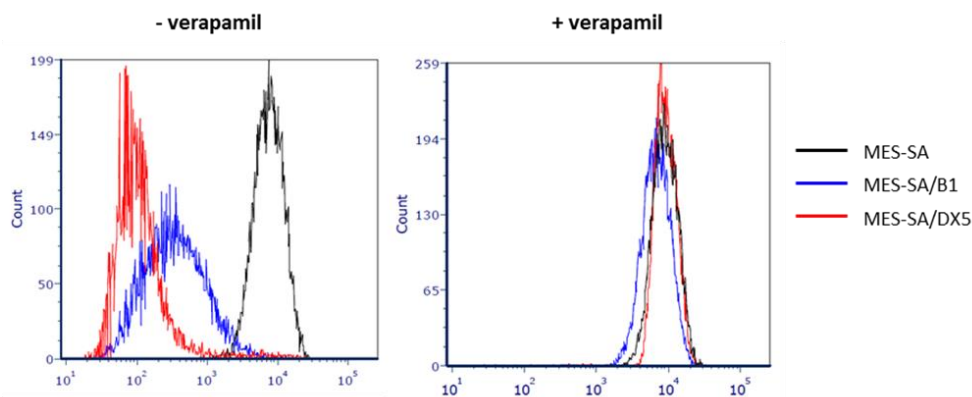 - verapamil
+ verapamil
199
149
100
50
0
Count
10¹ 10² 10³ 10⁴ 10⁵
259
194
130
65
0
Count
10¹ 10² 10³ 10⁴ 10⁵
MES-SA
MES-SA/B1
MES-SA/DX5